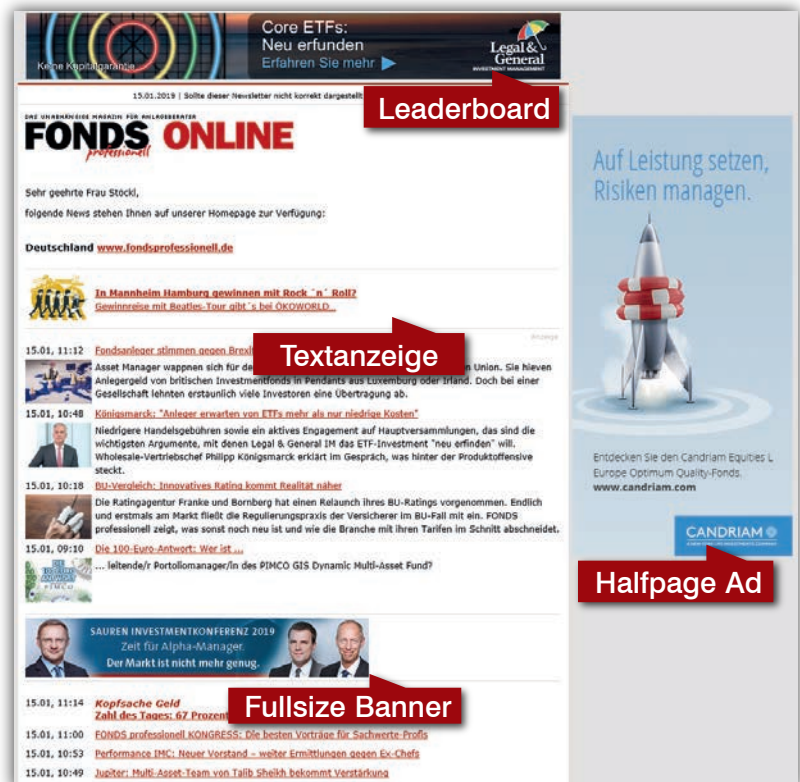 Core ETFs:
Neu erfunden
Erfahren Sie mehr
Keine Kapitalgarantie
Legal &
General
INVESTMENT MANAGEMENT
15.01.2019 | Sollte dieser Newsletter nicht korrekt dargestellt
Leaderboard
DAS UNABHÄNGIGE MAGAZIN FÜR ANLAGEBERATER
FONDS ONLINE
professionell
Sehr geehrte Frau Stöckl,
folgende News stehen Ihnen auf unserer Homepage zur Verfügung:
Deutschland www.fondsprofessionell.de
In Mannheim Hamburg gewinnen mit Rock ´n´ Roll?
Gewinnreise mit Beatles-Tour gibt´s bei ÖKOWORLD...
Anzeige
Textanzeige
15.01, 11:12 Fondsanleger stimmen gegen Brexit
Asset Manager wappnen sich für de
n Union. Sie hieven
Anlegergeld von britischen Investmentfonds in Pendants aus Luxemburg oder Irland. Doch bei einer
Gesellschaft lehnten erstaunlich viele Investoren eine Übertragung ab.
15.01, 10:48 Königsmarck: "Anleger erwarten von ETFs mehr als nur niedrige Kosten"
Niedrigere Handelsgebühren sowie ein aktives Engagement auf Hauptversammlungen, das sind die
wichtigsten Argumente, mit denen Legal & General IM das ETF-Investment "neu erfinden" will.
Wholesale-Vertriebschef Philipp Königsmarck erklärt im Gespräch, was hinter der Produktoffensive
steckt.
15.01, 10:18 BU-Vergleich: Innovatives Rating kommt Realität näher
Die Ratingagentur Franke und Bornberg hat einen Relaunch ihres BU-Ratings vorgenommen. Endlich
und erstmals am Markt fließt die Regulierungspraxis der Versicherer im BU-Fall mit ein. FONDS
professionell zeigt, was sonst noch neu ist und wie die Branche mit ihren Tarifen im Schnitt abschneidet.
15.01, 09:10 Die 100-Euro-Antwort: Wer ist ...
... leitende/r Portoliomanager/in des PIMCO GIS Dynamic Multi-Asset Fund?
DIE
100 EURO
ANTWORT
PIMCO
SAUREN INVESTMENTKONFERENZ 2019
Zeit für Alpha-Manager.
Der Markt ist nicht mehr genug.
Fullsize Banner
15.01, 11:14 Kopfsache Geld
Zahl des Tages: 67 Prozent
15.01, 11:00 FONDS professionell KONGRESS: Die besten Vorträge für Sachwerte-Profis
15.01, 10:53 Performance IMC: Neuer Vorstand – weiter Ermittlungen gegen Ex-Chefs
15.01, 10:49 Jupiter: Multi-Asset-Team von Talib Sheikh bekommt Verstärkung
Auf Leistung setzen,
Risiken managen.
Entdecken Sie den Candriam Equities L
Europe Optimum Quality-Fonds.
www.candriam.com
CANDRIAM
Halfpage Ad